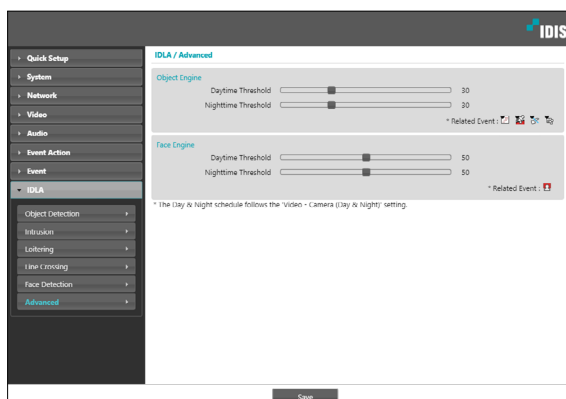 IDIS
Quick Setup
System
Network
Video
Audio
Event Action
Event
IDLA
Object Detection
Intrusion
Loitering
Line Crossing
Face Detection
Advanced
IDLA / Advanced
Object Engine
Daytime Threshold 30
Nighttime Threshold 30
* Related Event :
Face Engine
Daytime Threshold 50
Nighttime Threshold 50
* Related Event :
* The Day & Night schedule follows the 'Video - Camera (Day & Night)' setting.
Save